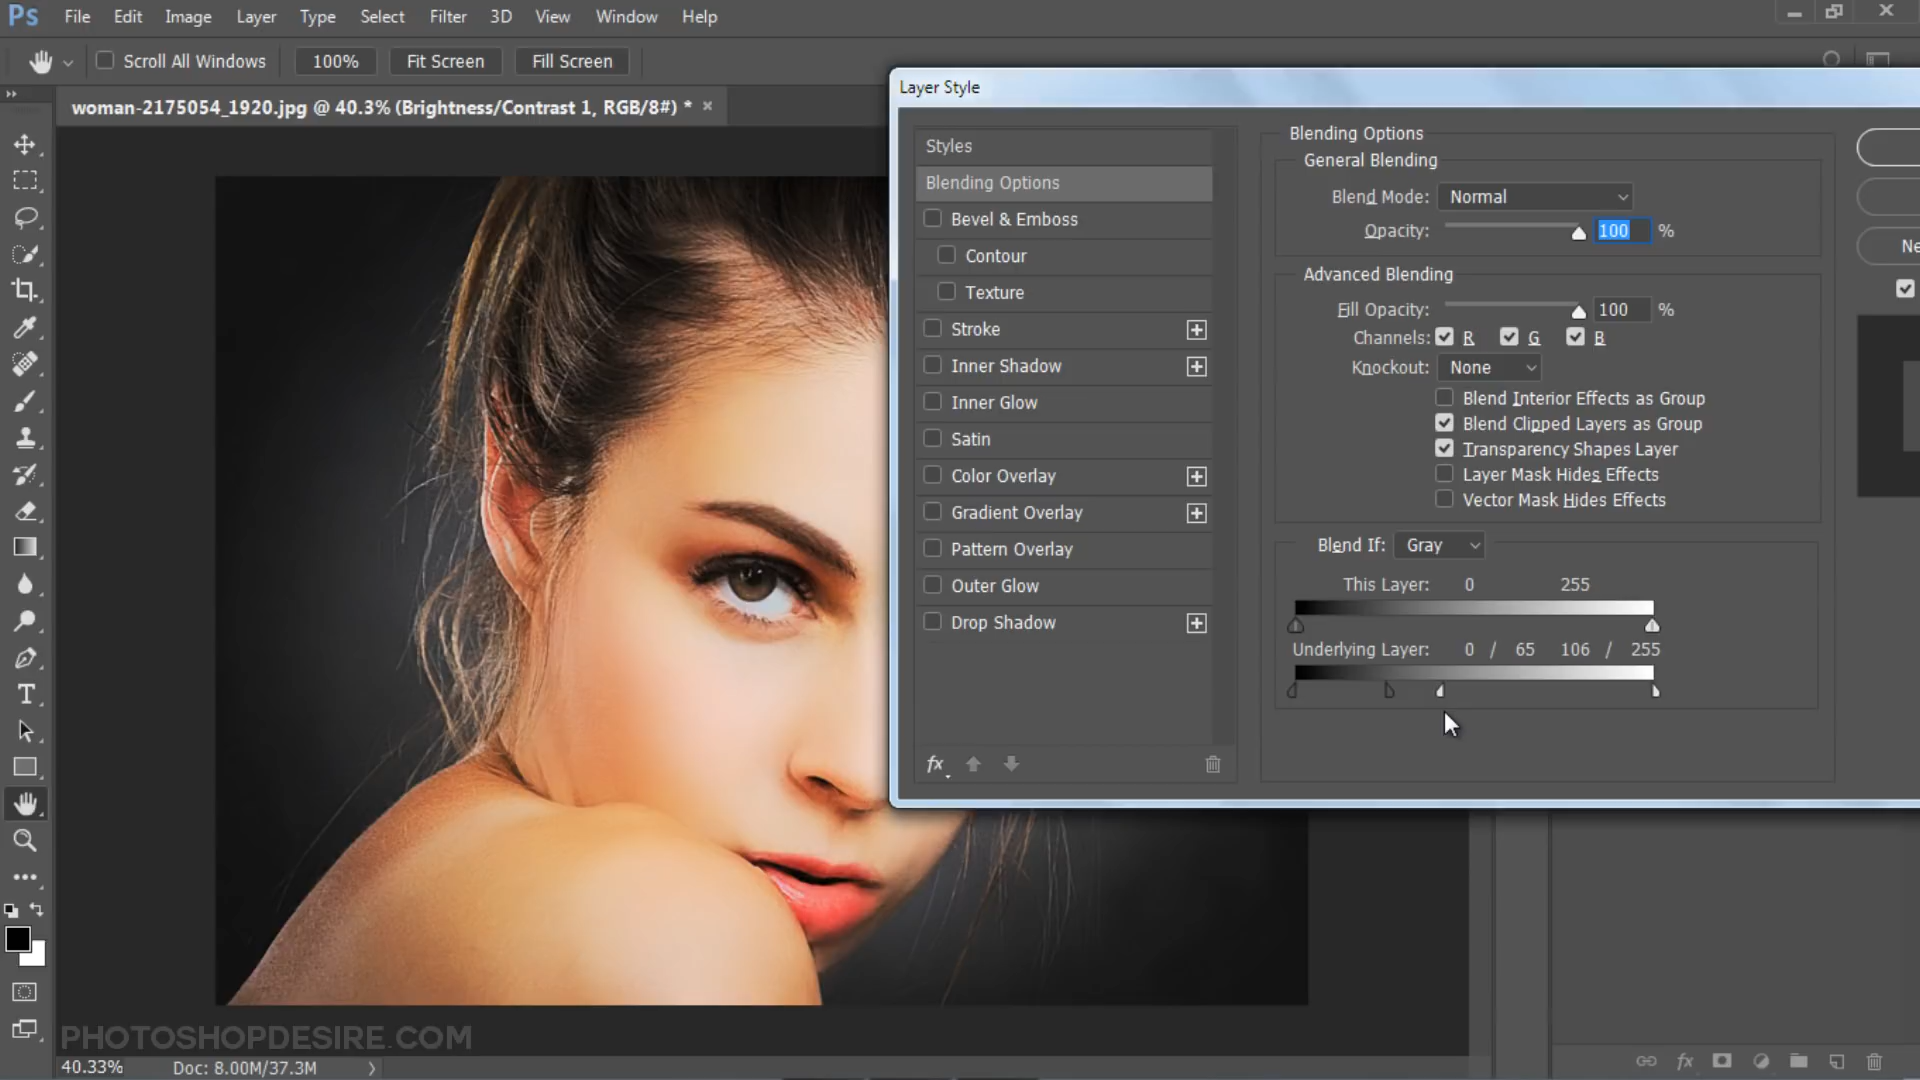 Ps File Edit Image Layer Type Select Filter 3D View Window Help
Scroll All Windows 100% Fit Screen Fill Screen
woman-2175054_1920.jpg @ 40.3% (Brightness/Contrast 1, RGB/8#) * ×
Layer Style
Styles
Blending Options
Bevel & Emboss
Contour
Texture
Stroke
Inner Shadow
Inner Glow
Satin
Color Overlay
Gradient Overlay
Pattern Overlay
Outer Glow
Drop Shadow
fx
Blending Options
General Blending
Blend Mode: Normal
Opacity: 100 %
Advanced Blending
Fill Opacity: 100 %
Channels: R G B
Knockout: None
Blend Interior Effects as Group
Blend Clipped Layers as Group
Transparency Shapes Layer
Layer Mask Hides Effects
Vector Mask Hides Effects
Blend If: Gray
This Layer: 0 255
Underlying Layer: 0 / 65 106 / 255
Ne
T
PHOTOSHOPDESIRE.COM
40.33% Doc: 8.00M/37.3M
fx